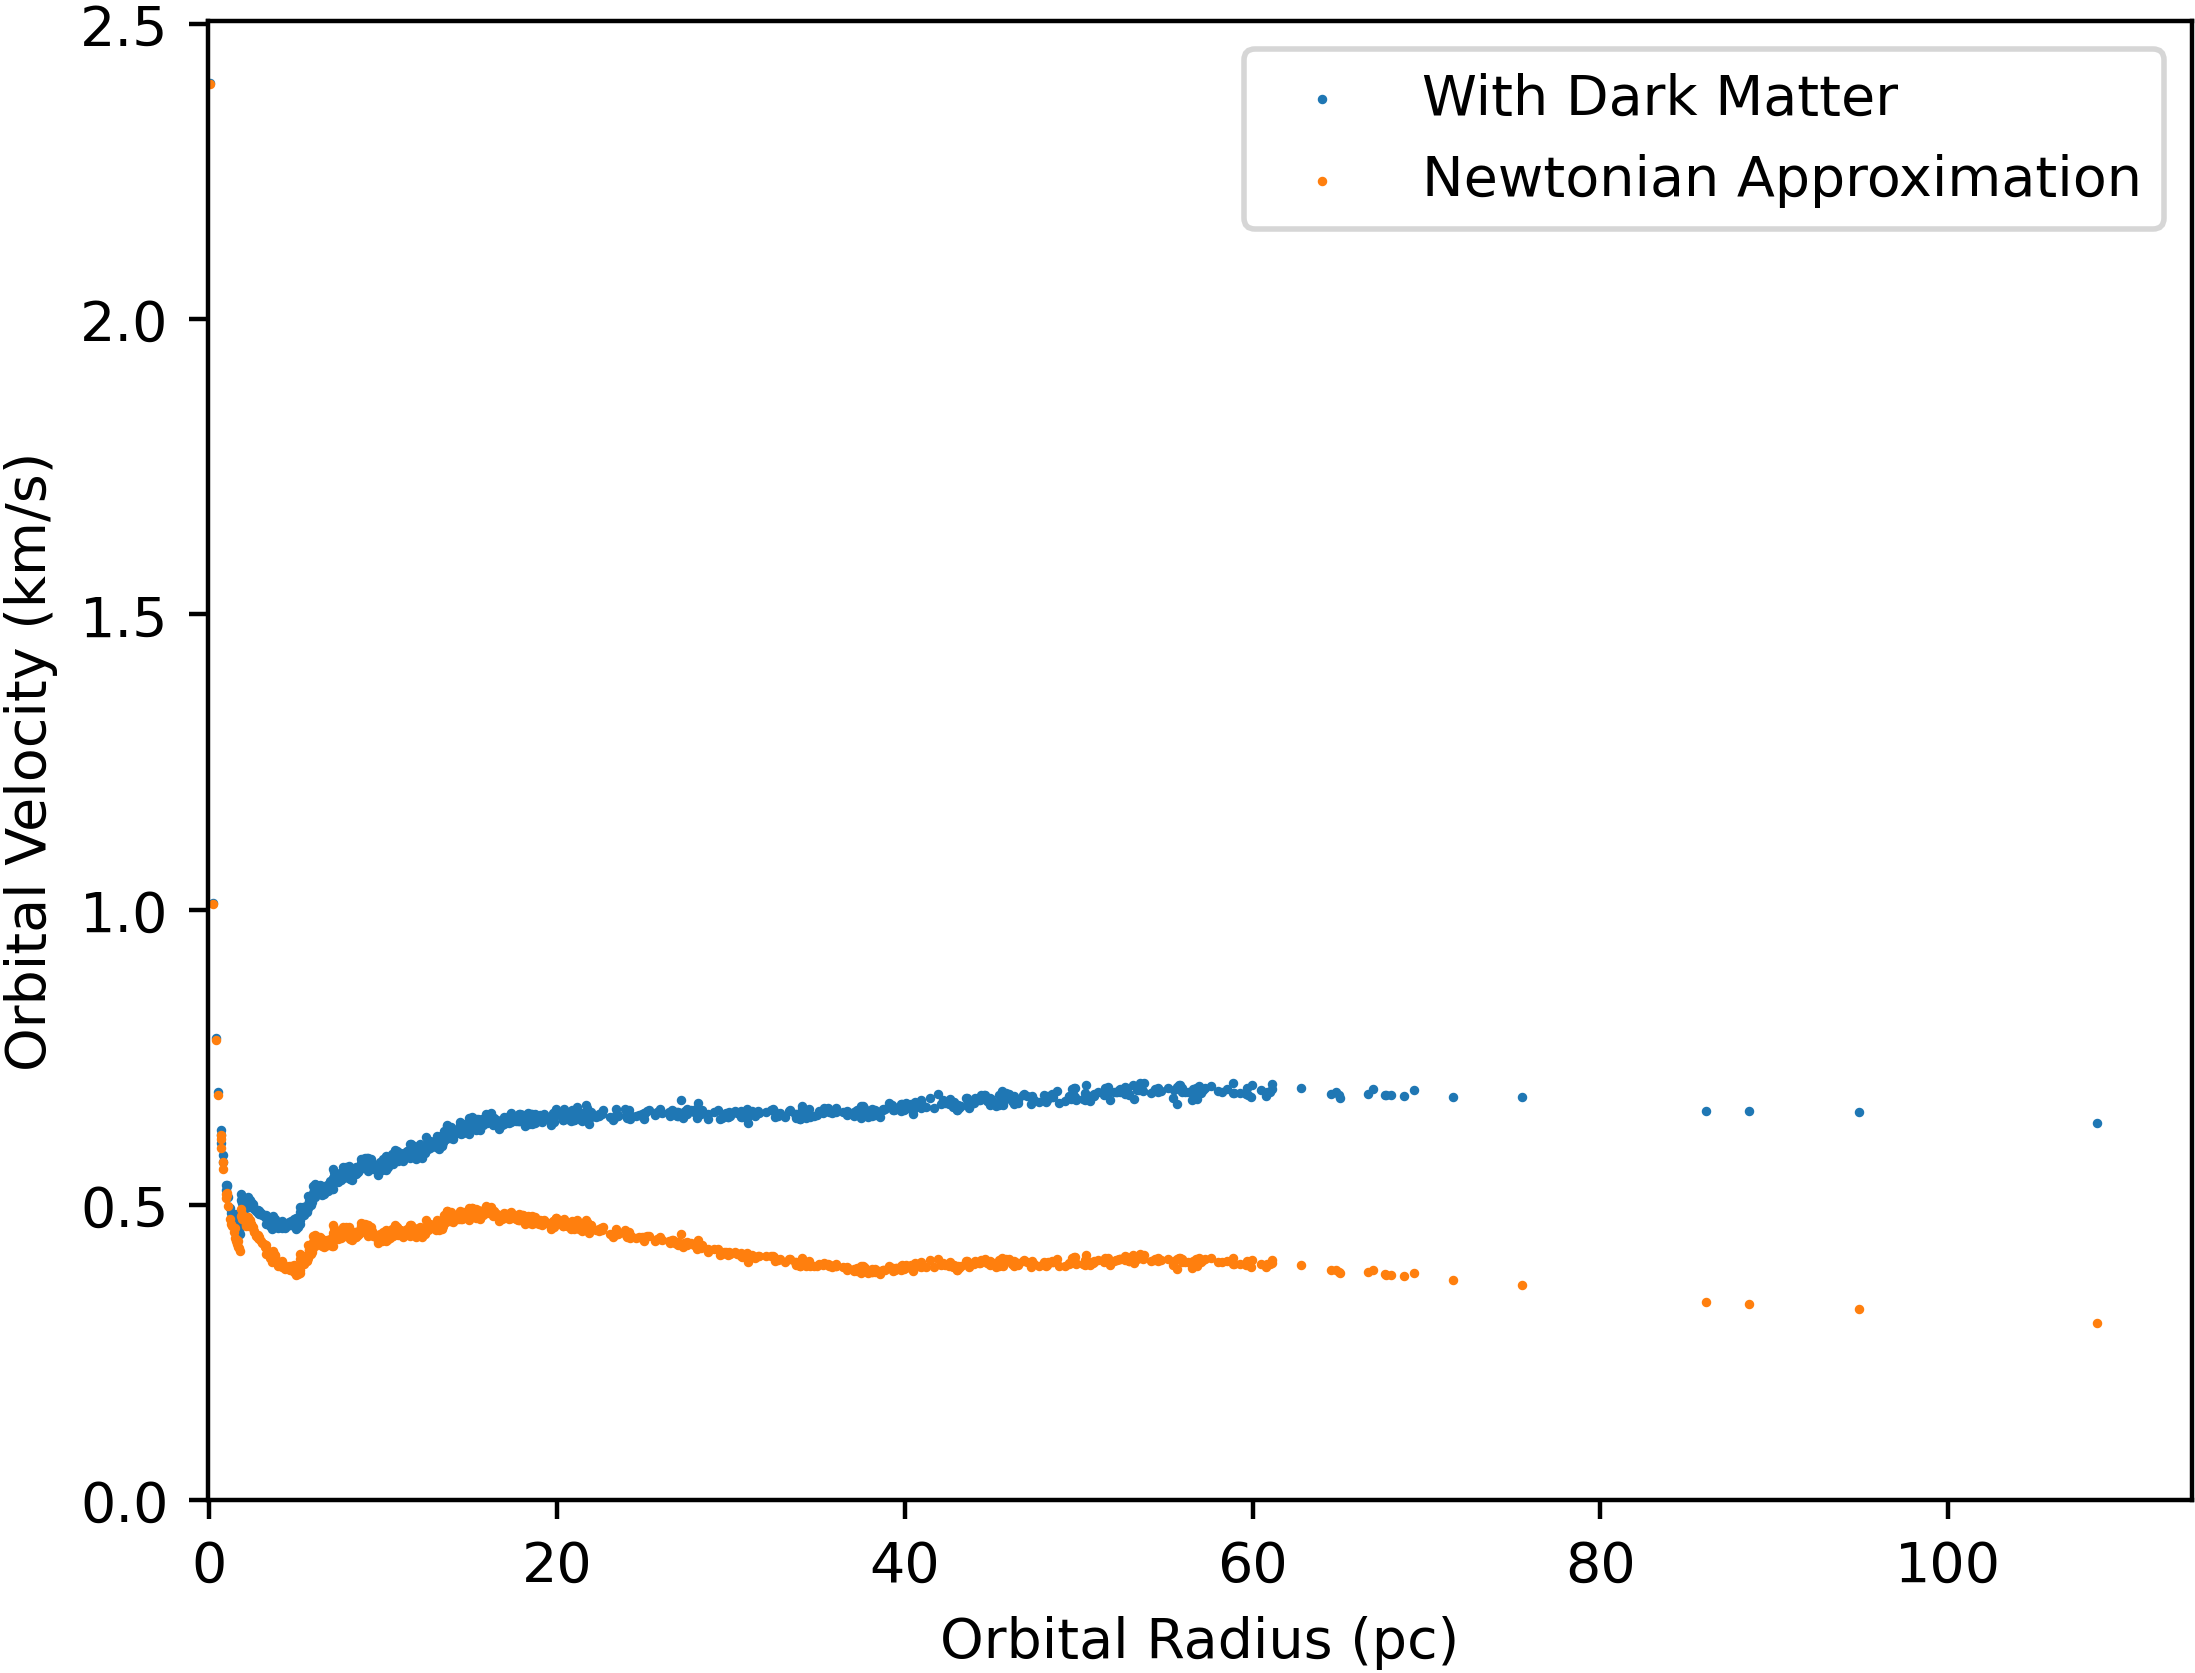 2.5
2.0
1.5
1.0
0.5
0.0
Orbital Velocity (km/s)
With Dark Matter
Newtonian Approximation
0 20 40 60 80 100
Orbital Radius (pc)